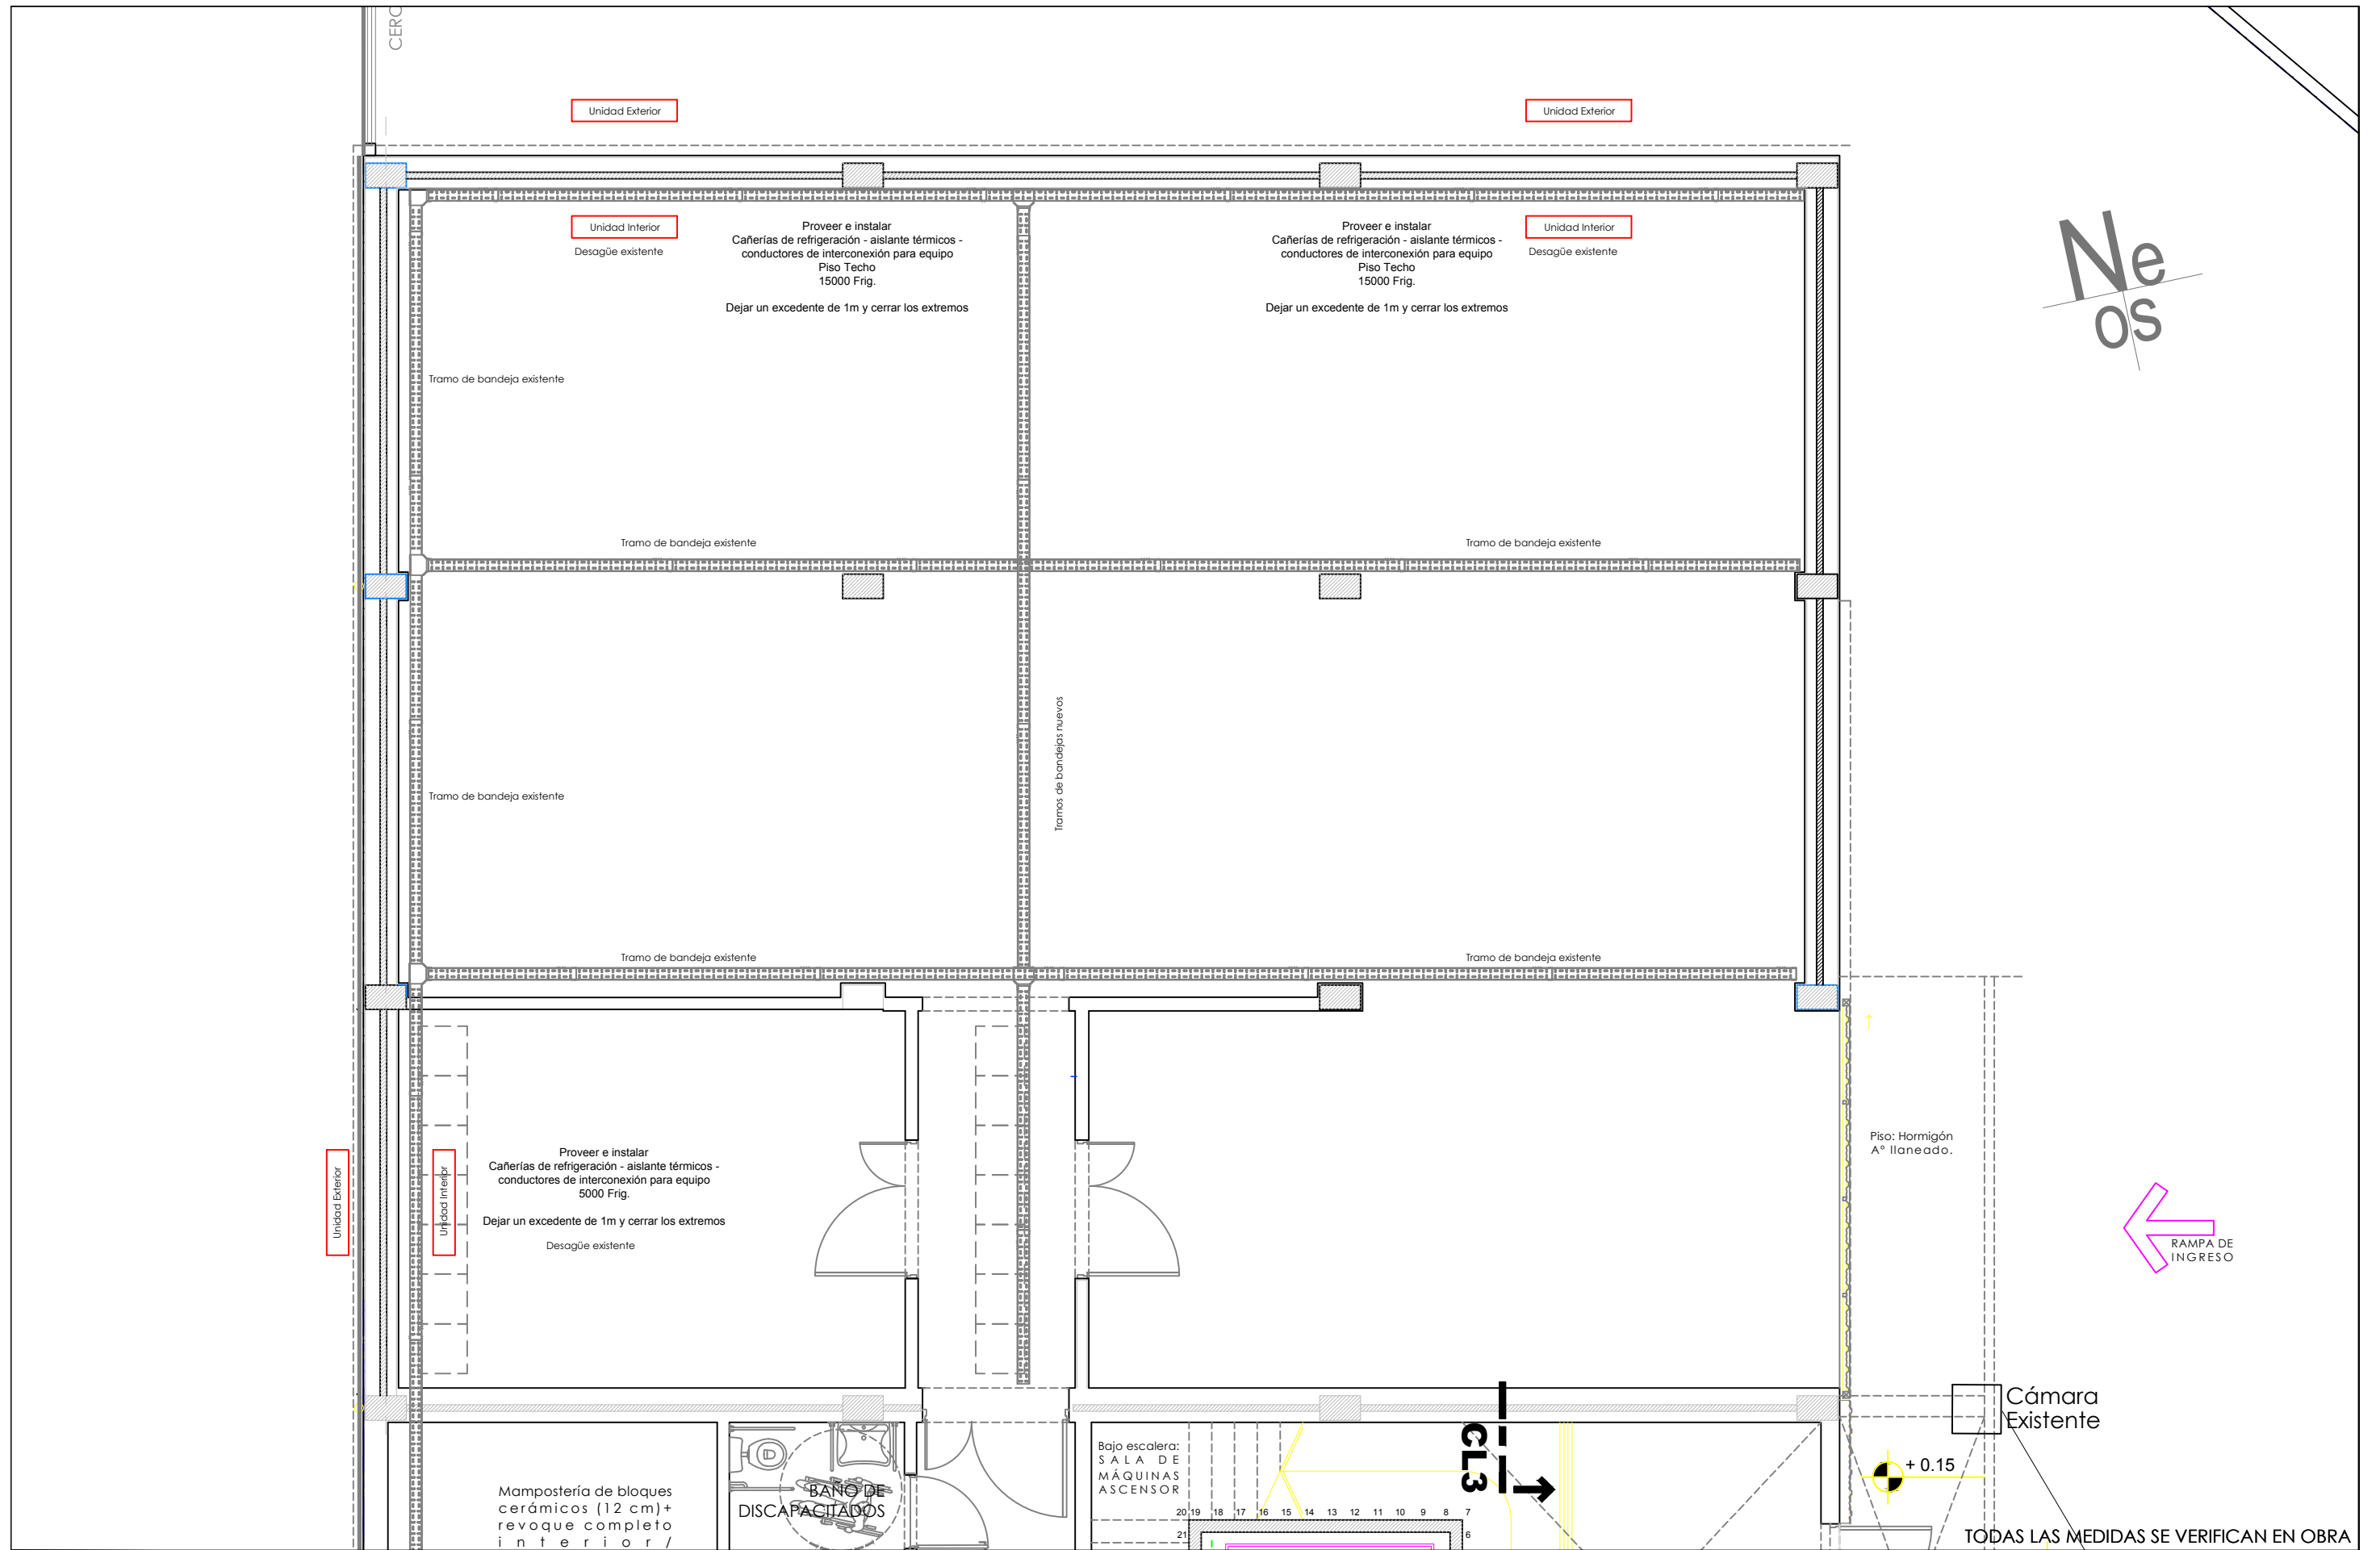 Unidad Exterior
Unidad Exterior
Unidad Interior
Desagüe existente
Proveer e instalar
Cañerías de refrigeración - aislante térmicos -
conductores de interconexión para equipo
Piso Techo
15000 Frig.
Dejar un excedente de 1m y cerrar los extremos
Proveer e instalar
Cañerías de refrigeración - aislante térmicos -
conductores de interconexión para equipo
Piso Techo
15000 Frig.
Dejar un excedente de 1m y cerrar los extremos
Unidad Interior
Desagüe existente
Ne
os
Tramo de bandeja existente
Tramo de bandeja existente
Tramo de bandeja existente
Tramos de bandejas nuevos
Tramo de bandeja existente
Tramo de bandeja existente
Tramo de bandeja existente
Unidad Exterior
Unidad Interior
Proveer e instalar
Cañerías de refrigeración - aislante térmicos -
conductores de interconexión para equipo
5000 Frig.
Dejar un excedente de 1m y cerrar los extremos
Desagüe existente
Piso: Hormigón
Aº llaneado.
RAMPA DE
INGRESO
Cámara
Existente
+ 0.15
CL3
Bajo escalera:
SALA DE
MÁQUINAS
ASCENSOR
20 19 18 17 16 15 14 13 12 11 10 9 8 7
21 6
BAÑO DE
DISCAPACITADOS
Mampostería de bloques
cerámicos (12 cm)+
revoque completo
interior/
TODAS LAS MEDIDAS SE VERIFICAN EN OBRA